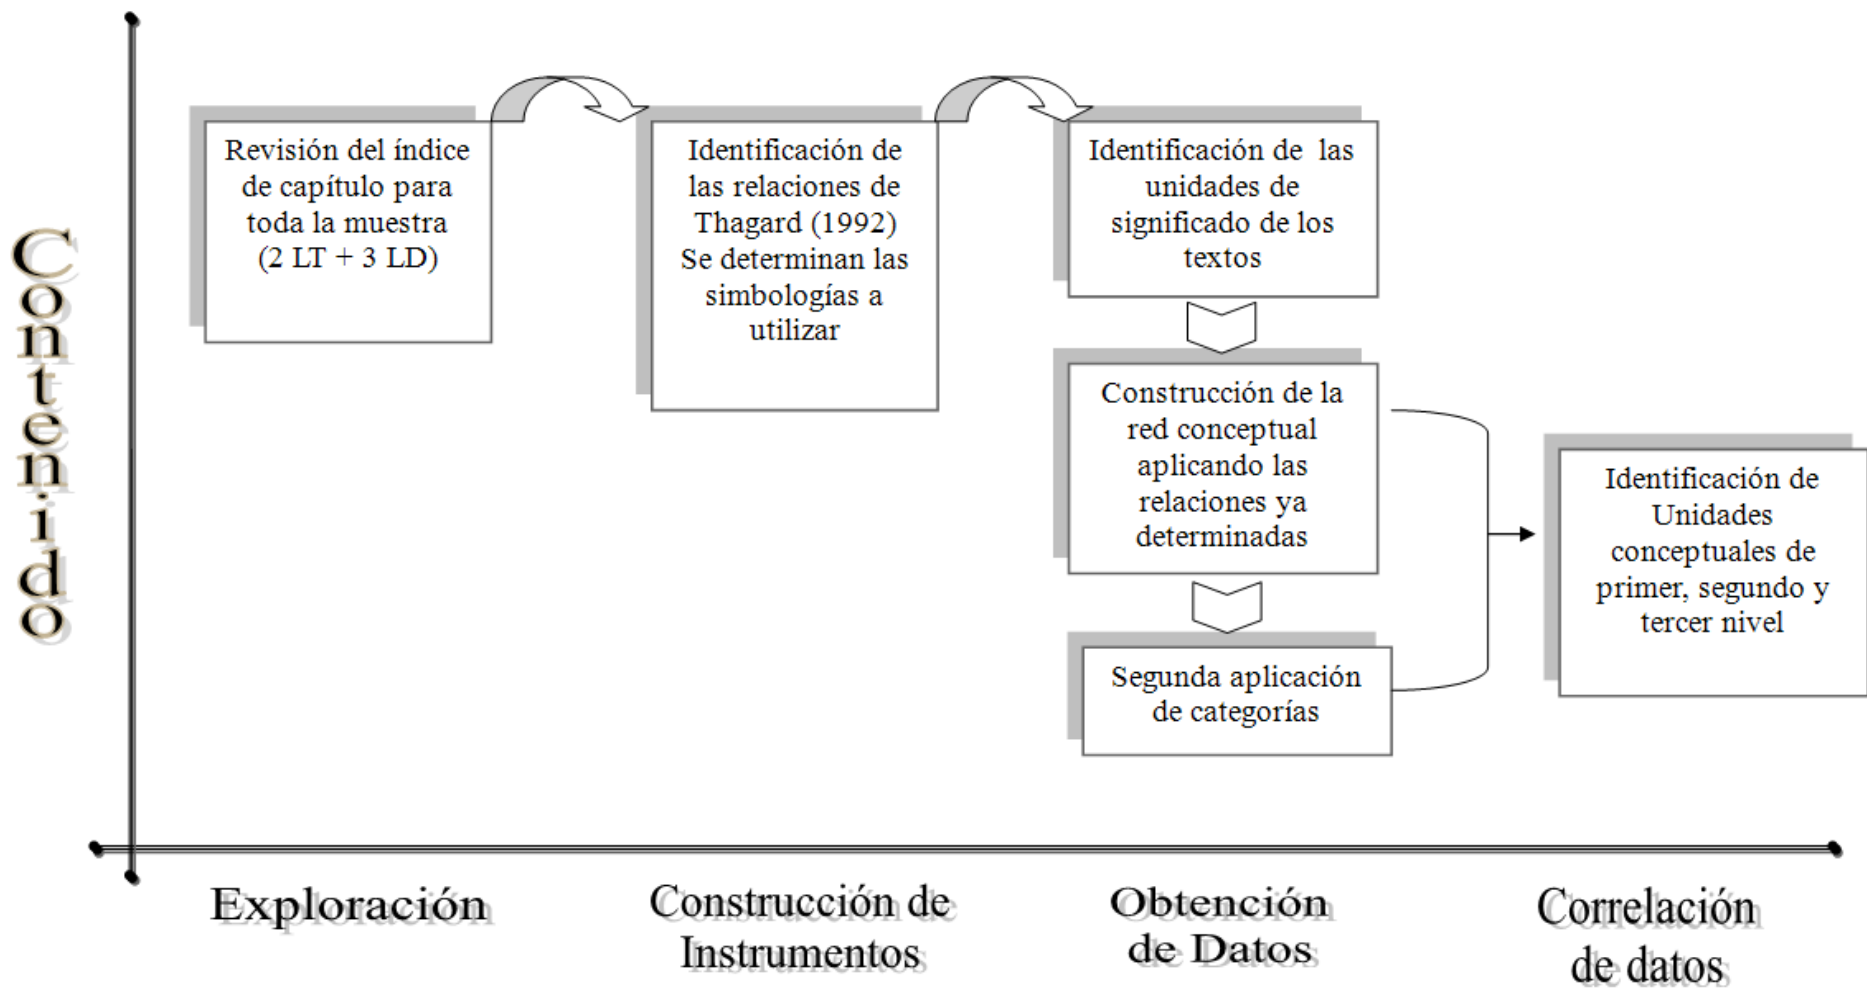 Contenido
Revisión del índice
de capítulo para
toda la muestra
(2 LT + 3 LD)
Identificación de
las relaciones de
Thagard (1992)
Se determinan las
simbologías a
utilizar
Identificación de las
unidades de
significado de los
textos
Construcción de la
red conceptual
aplicando las
relaciones ya
determinadas
Segunda aplicación
de categorías
Identificación de
Unidades
conceptuales de
primer, segundo y
tercer nivel
Exploración
Construcción de
Instrumentos
Obtención
de Datos
Correlación
de datos